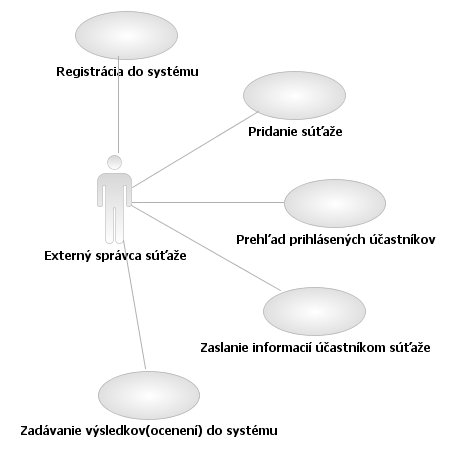 Registrácia do systému
Pridanie súťaže
Prehľad prihlásených účastníkov
Externý správca súťaže
Zaslanie informacií účastníkom súťaže
Zadávanie výsledkov(ocenení) do systému